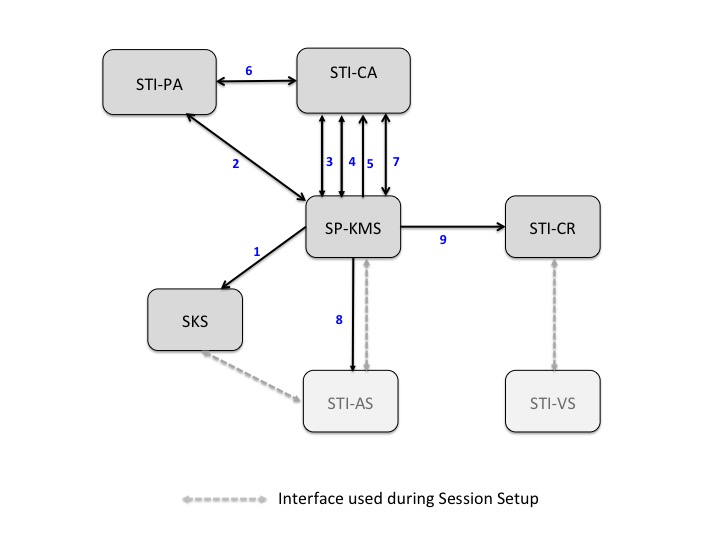 STI-PA
6
STI-CA
2
3
4
5
7
SP-KMS
STI-CR
9
1
SKS
8
STI-AS
STI-VS
Interface used during Session Setup